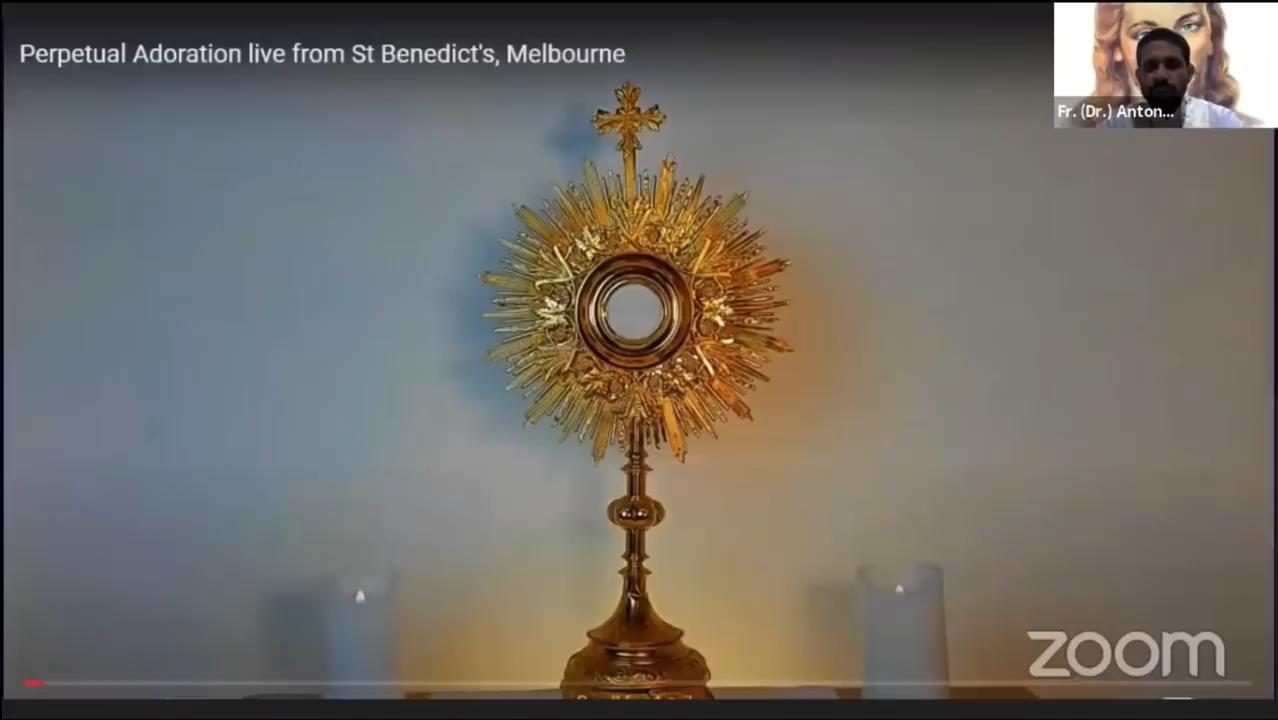 Perpetual Adoration live from St Benedict's, Melbourne
Fr. (Dr.) Anton...
zoom